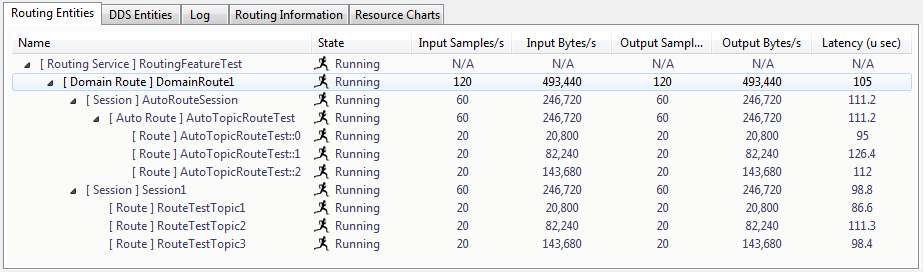 Routing Entities DDS Entities Log Routing Information Resource Charts
Name State Input Samples/s Input Bytes/s Output Sampl... Output Bytes/s Latency (u sec)
[ Routing Service ] RoutingFeatureTest Running N/A N/A N/A N/A N/A
[ Domain Route ] DomainRoute1 Running 120 493,440 120 493,440 105
[ Session ] AutoRouteSession Running 60 246,720 60 246,720 111.2
[ Auto Route ] AutoTopicRouteTest Running 60 246,720 60 246,720 111.2
[ Route ] AutoTopicRouteTest::0 Running 20 20,800 20 20,800 95
[ Route ] AutoTopicRouteTest::1 Running 20 82,240 20 82,240 126.4
[ Route ] AutoTopicRouteTest::2 Running 20 143,680 20 143,680 112
[ Session ] Session1 Running 60 246,720 60 246,720 98.8
[ Route ] RouteTestTopic1 Running 20 20,800 20 20,800 86.6
[ Route ] RouteTestTopic2 Running 20 82,240 20 82,240 111.3
[ Route ] RouteTestTopic3 Running 20 143,680 20 143,680 98.4